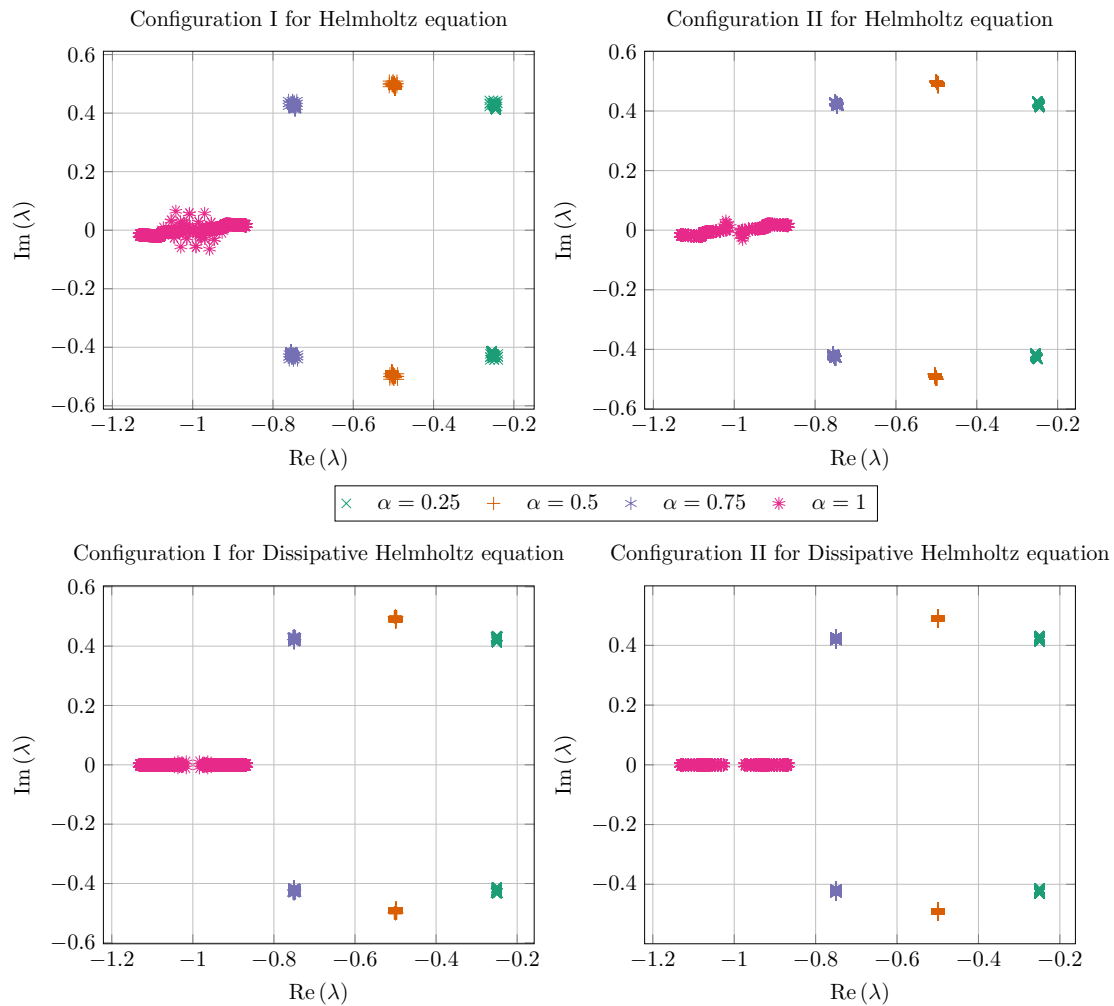 Configuration I for Helmholtz equation
0.6
0.4
0.2
0
−0.2
−0.4
−0.6
Im (λ)
−1.2 −1 −0.8 −0.6 −0.4 −0.2
Re (λ)
Configuration II for Helmholtz equation
0.6
0.4
0.2
0
−0.2
−0.4
−0.6
Im (λ)
−1.2 −1 −0.8 −0.6 −0.4 −0.2
Re (λ)
α = 0.25 α = 0.5 α = 0.75 α = 1
Configuration I for Dissipative Helmholtz equation
0.6
0.4
0.2
0
−0.2
−0.4
−0.6
Im (λ)
−1.2 −1 −0.8 −0.6 −0.4 −0.2
Re (λ)
Configuration II for Dissipative Helmholtz equation
0.4
0.2
0
−0.2
−0.4
Im (λ)
−1.2 −1 −0.8 −0.6 −0.4 −0.2
Re (λ)